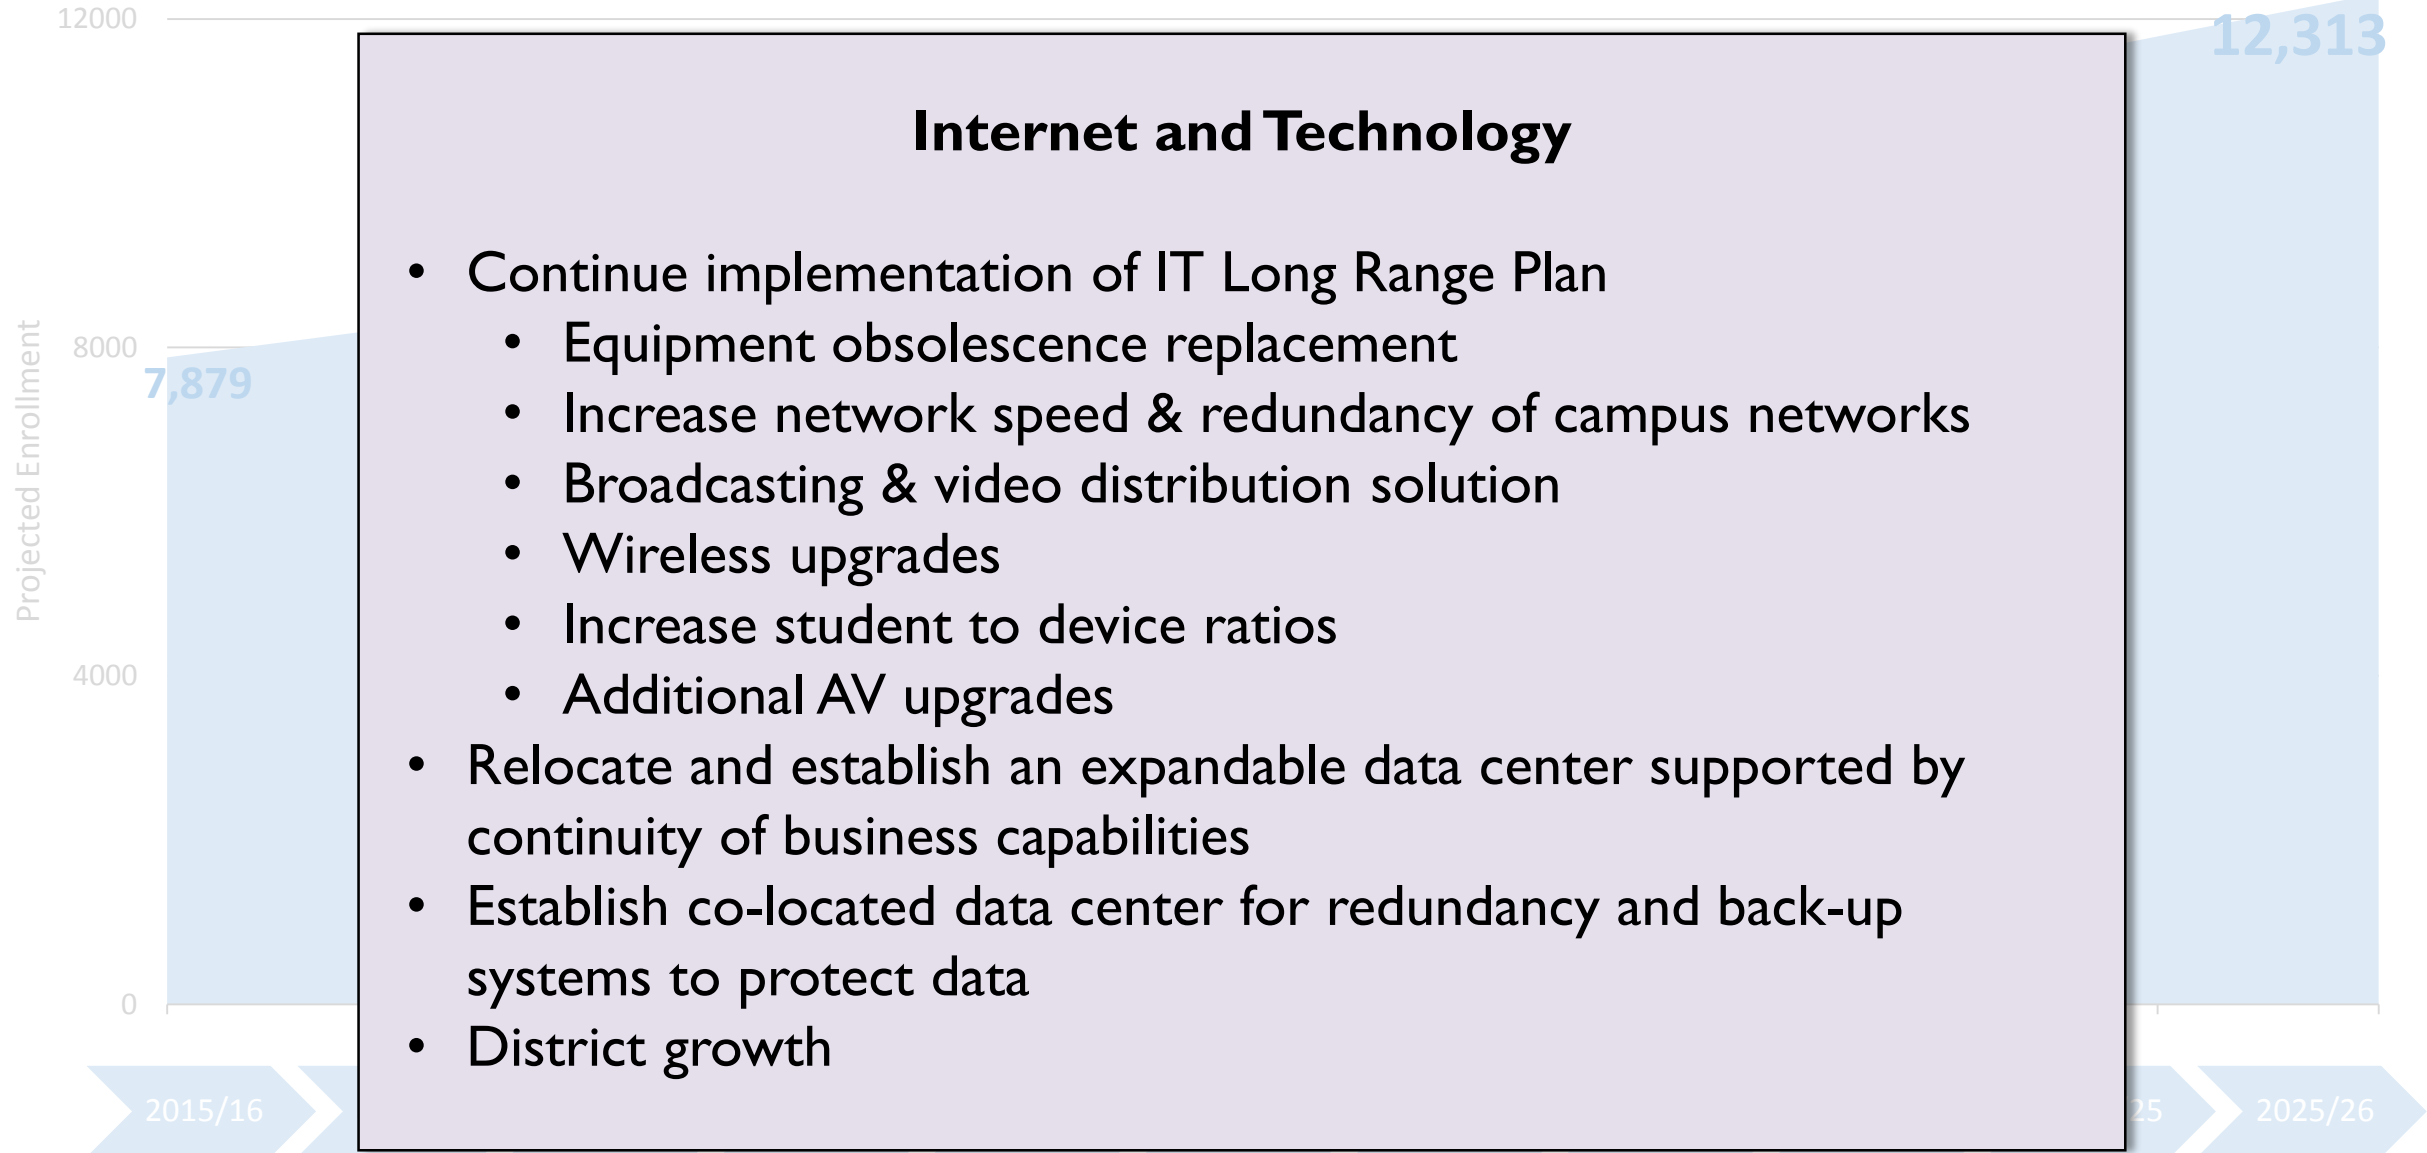 12000
12,313
Internet and Technology
• Continue implementation of IT Long Range Plan
• Equipment obsolescence replacement
8000
7,879
• Increase network speed & redundancy of campus networks
• Broadcasting & video distribution solution
Projected Enrollment
• Wireless upgrades
• Increase student to device ratios
4000
• Additional AV upgrades
• Relocate and establish an expandable data center supported by
continuity of business capabilities
• Establish co-located data center for redundancy and back-up
systems to protect data
0
• District growth
2015/16
25
2025/26